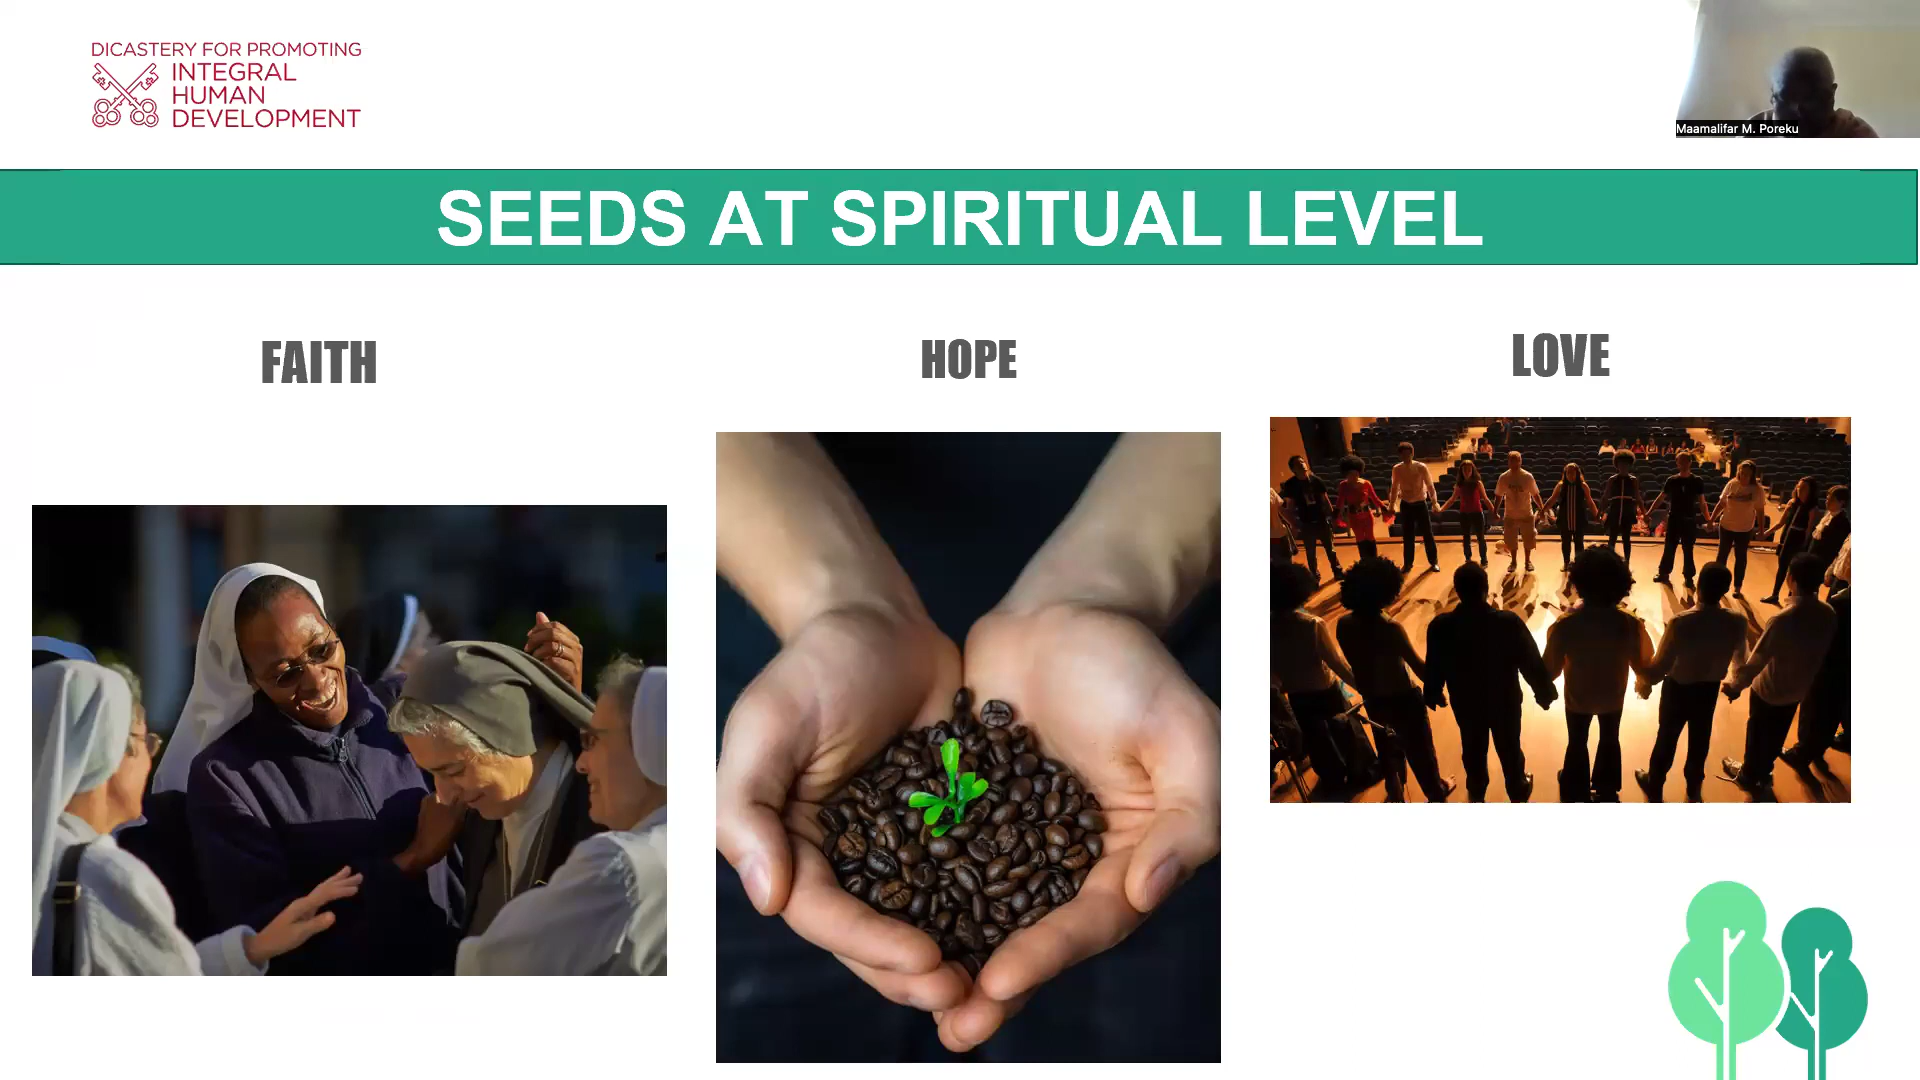 DICASTERY FOR PROMOTING
INTEGRAL
HUMAN
DEVELOPMENT
Maamalifar M. Poreku
SEEDS AT SPIRITUAL LEVEL
FAITH
HOPE
LOVE